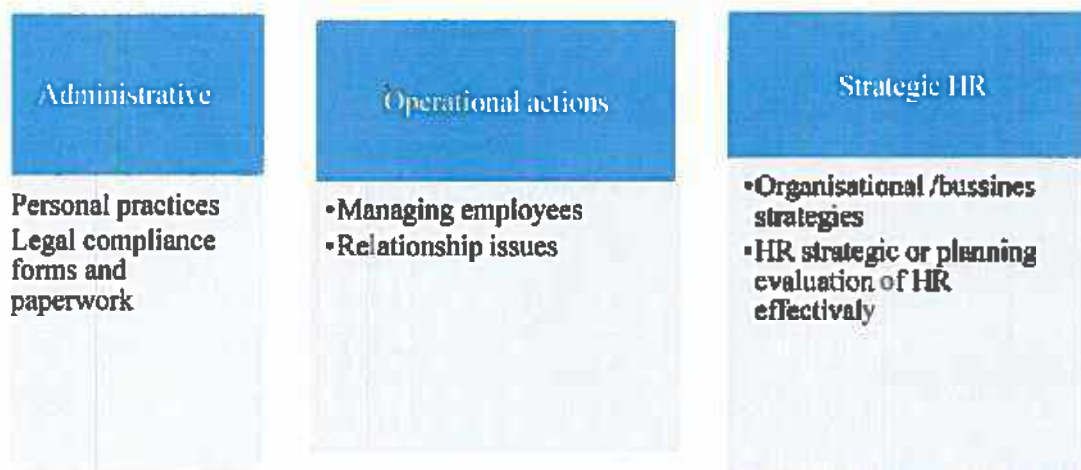 Administrative
Personal practices
Legal compliance
forms and
paperwork
Operational actions
•Managing employees
•Relationship issues
Strategic HR
•Organisational /bussines
strategies
•HR strategic or planning
evaluation of HR
effectivaly